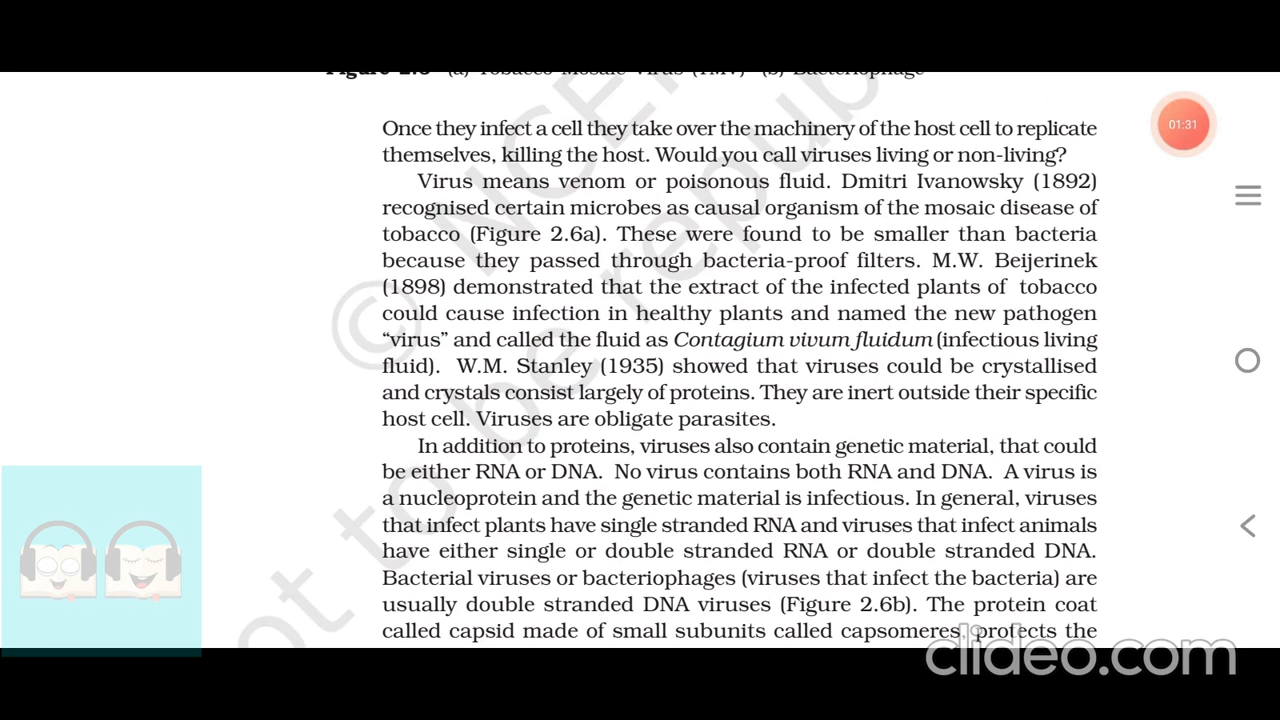 Figure 2.6 (a) Tobacco Mosaic Virus (TMV) (b) Bacteriophage
Once they infect a cell they take over the machinery of the host cell to replicate
themselves, killing the host. Would you call viruses living or non-living?
Virus means venom or poisonous fluid. Dmitri Ivanowsky (1892)
recognised certain microbes as causal organism of the mosaic disease of
tobacco (Figure 2.6a). These were found to be smaller than bacteria
because they passed through bacteria-proof filters. M.W. Beijerinek
(1898) demonstrated that the extract of the infected plants of tobacco
could cause infection in healthy plants and named the new pathogen
“virus” and called the fluid as Contagium vivum fluidum (infectious living
fluid). W.M. Stanley (1935) showed that viruses could be crystallised
and crystals consist largely of proteins. They are inert outside their specific
host cell. Viruses are obligate parasites.
In addition to proteins, viruses also contain genetic material, that could
be either RNA or DNA. No virus contains both RNA and DNA. A virus is
a nucleoprotein and the genetic material is infectious. In general, viruses
that infect plants have single stranded RNA and viruses that infect animals
have either single or double stranded RNA or double stranded DNA.
Bacterial viruses or bacteriophages (viruses that infect the bacteria) are
usually double stranded DNA viruses (Figure 2.6b). The protein coat
called capsid made of small subunits called capsomeres, protects the
01:31
clideo.com